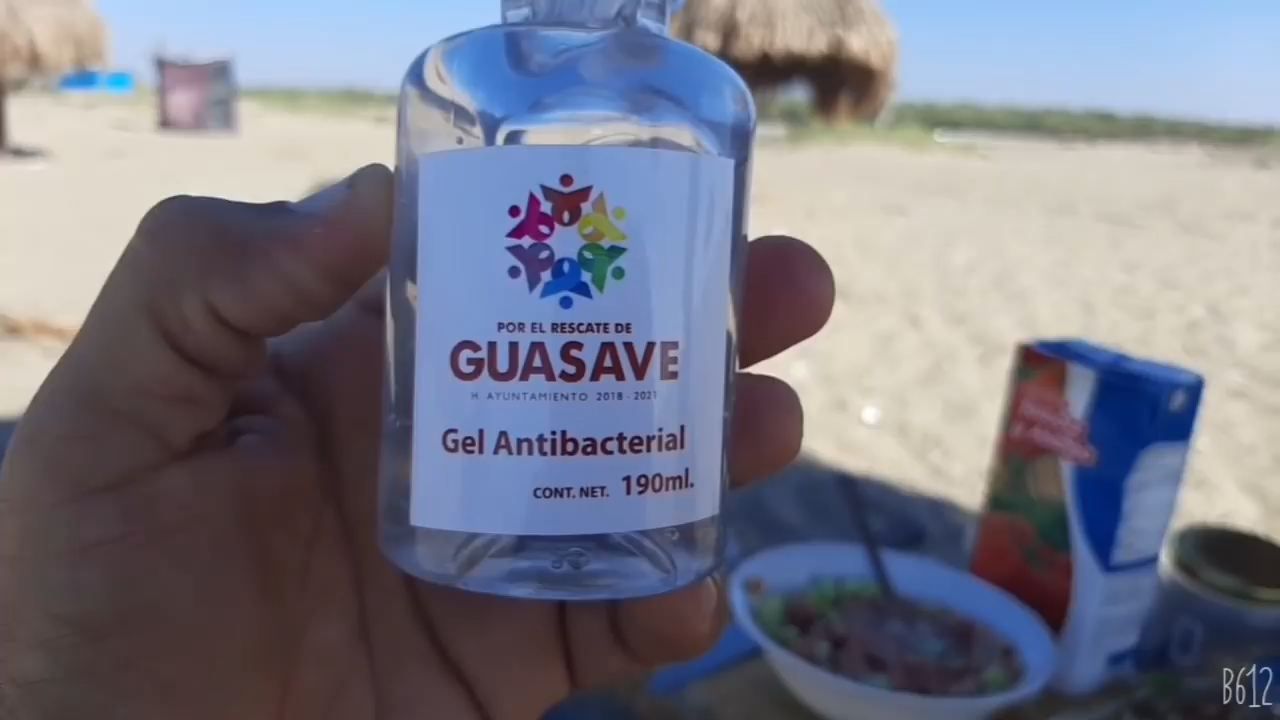 POR EL RESCATE DE
GUASAVE
H. AYUNTAMIENTO 2018 - 2021
Gel Antibacterial
CONT. NET. 190ml.
B612